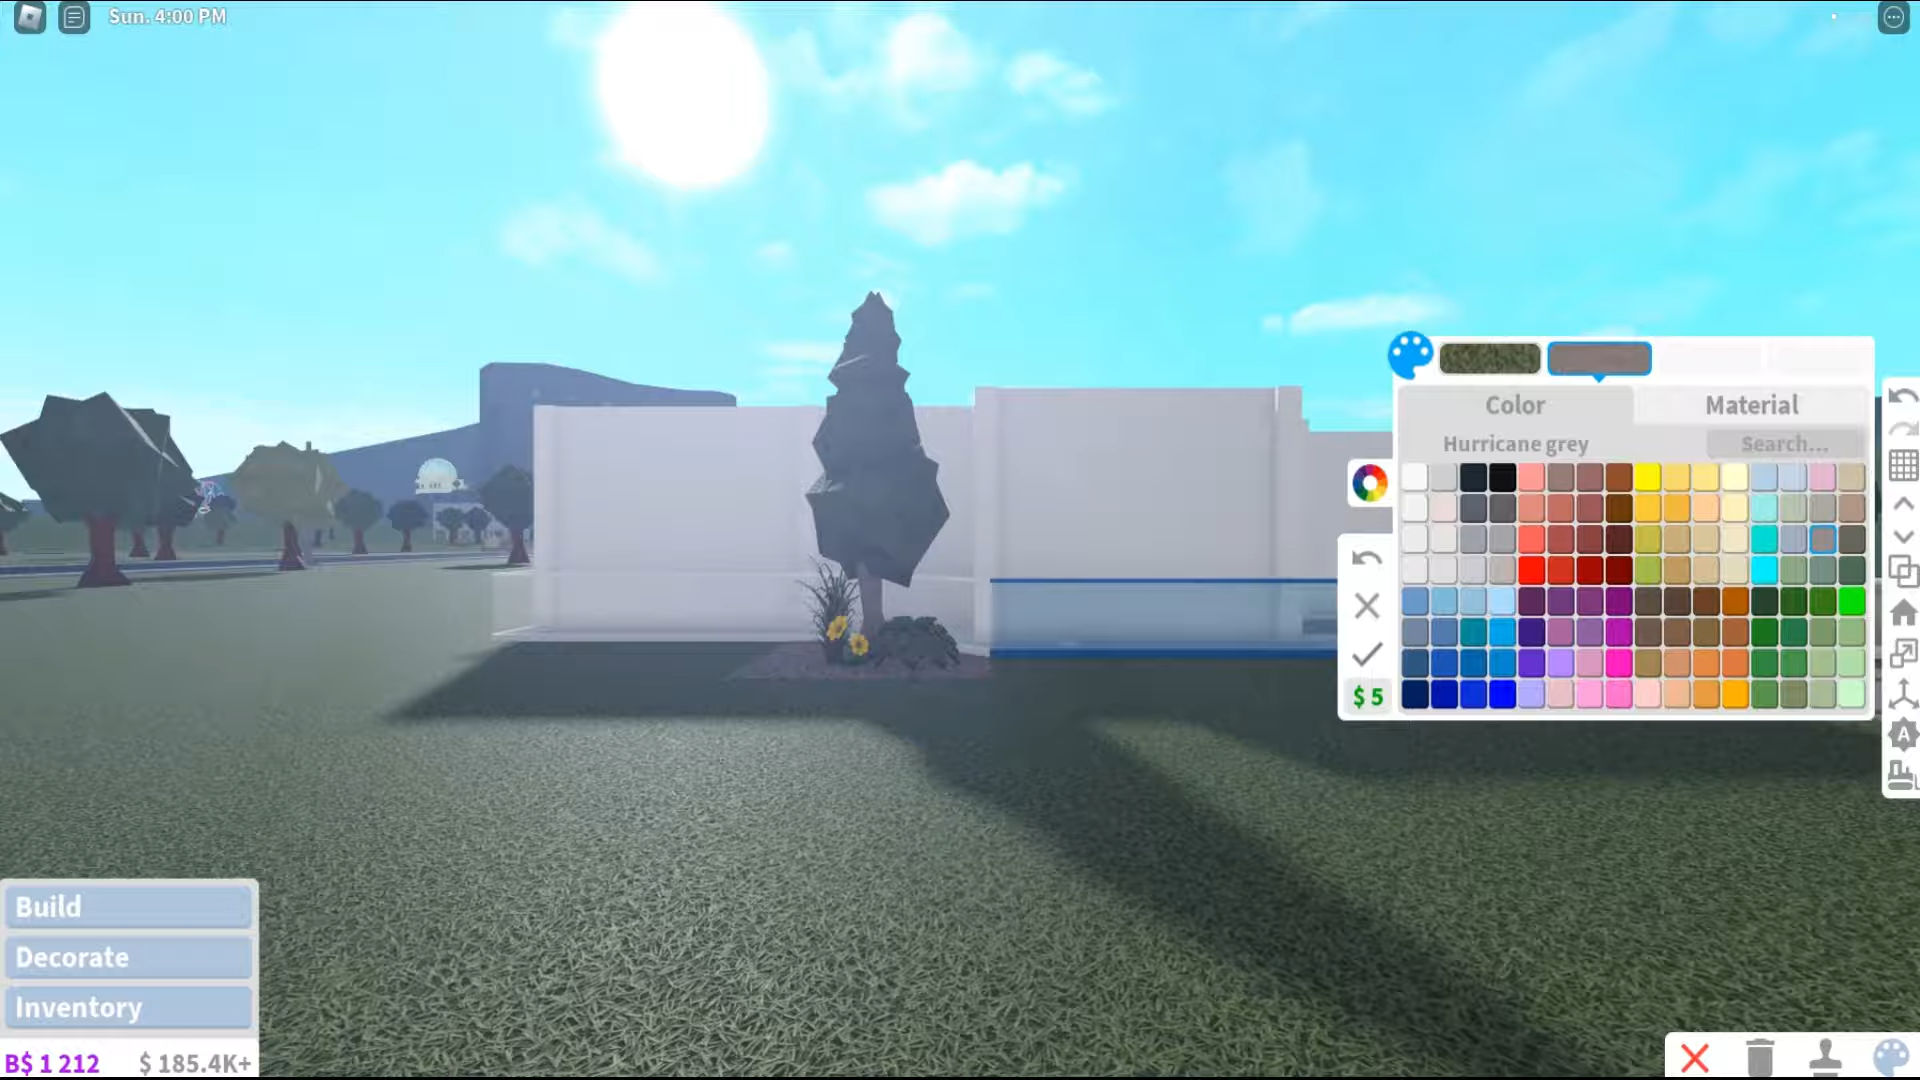 Sun. 4:00 PM
Color
Material
Hurricane grey
Search...
$ 5
A
Build
Decorate
Inventory
B$ 1 212
$ 185.4K+